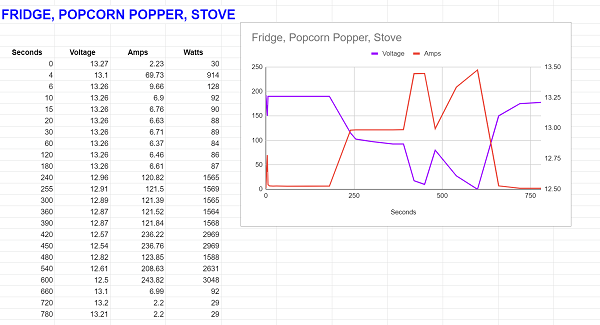 FRIDGE, POPCORN POPPER, STOVE
Seconds Voltage Amps Watts
0 13.27 2.23 30
4 13.1 69.73 914
6 13.26 9.66 128
10 13.26 6.9 92
15 13.26 6.76 90
20 13.26 6.63 88
30 13.26 6.71 89
60 13.26 6.37 84
120 13.26 6.46 86
180 13.26 6.61 87
240 12.96 120.82 1565
255 12.91 121.5 1569
300 12.89 121.39 1565
360 12.87 121.52 1564
390 12.87 121.84 1568
420 12.57 236.22 2969
450 12.54 236.76 2969
480 12.82 123.85 1588
540 12.61 208.63 2631
600 12.5 243.82 3048
660 13.1 6.99 92
720 13.2 2.2 29
780 13.21 2.2 29
Fridge, Popcorn Popper, Stove
Voltage Amps
250 13.50
200 13.25
150
13.00
100
12.75
50
0 12.50
0 250 500 750
Seconds